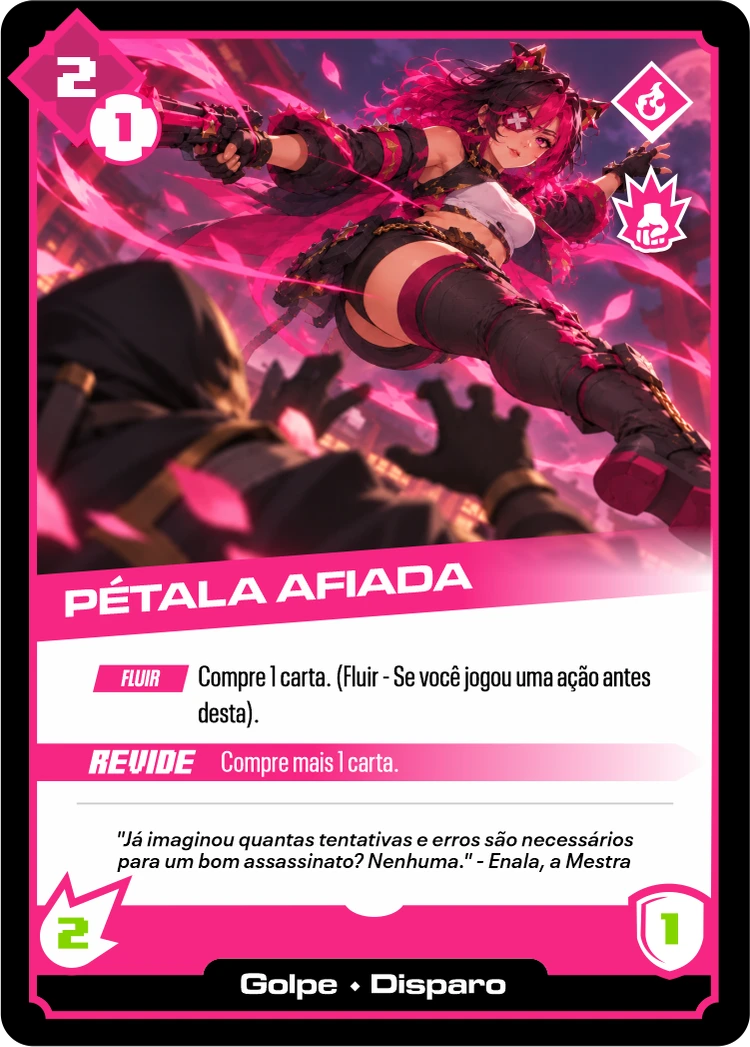 2
1
PÉTALA AFIADA
FLUIR Compre 1 carta. (Fluir - Se você jogou uma ação antes
desta).
REVIDE Compre mais 1 carta.
"Já imaginou quantas tentativas e erros são necessários
para um bom assassinato? Nenhuma." - Enala, a Mestra
2
1
Golpe ⬩ Disparo